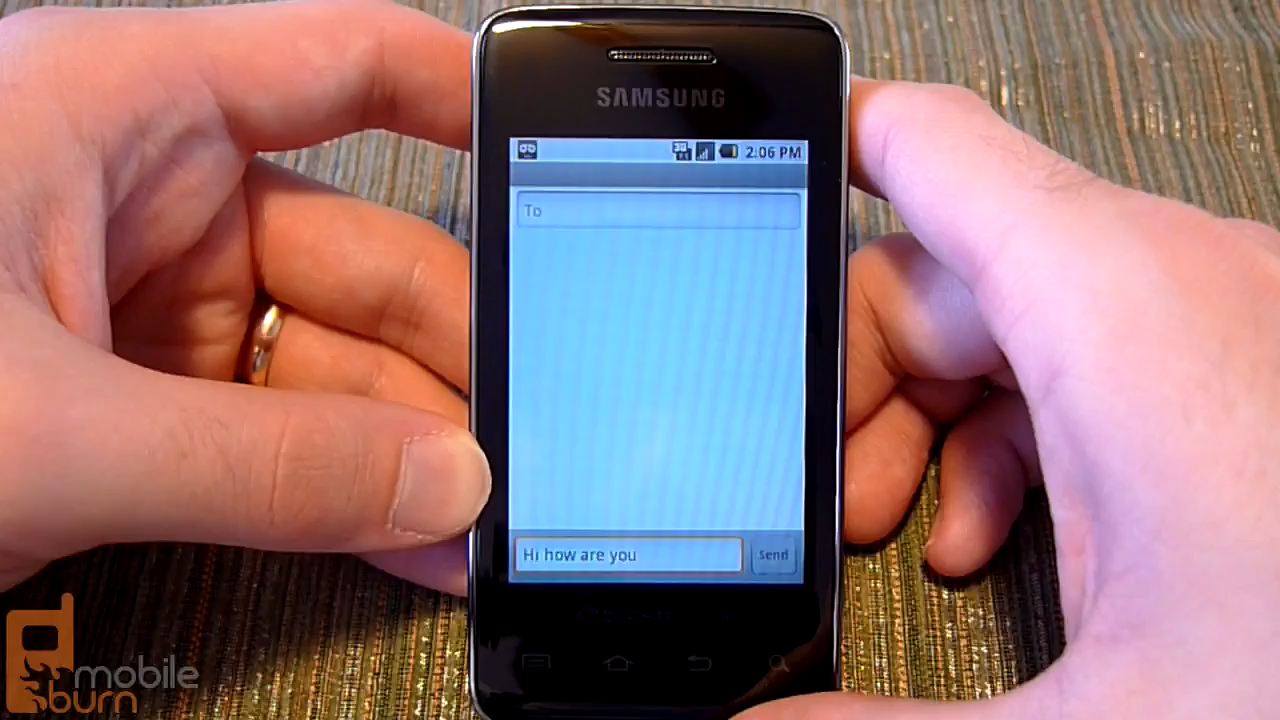 SAMSUNG
2:06 PM
To
Hi how are you
Send
mobile
burn